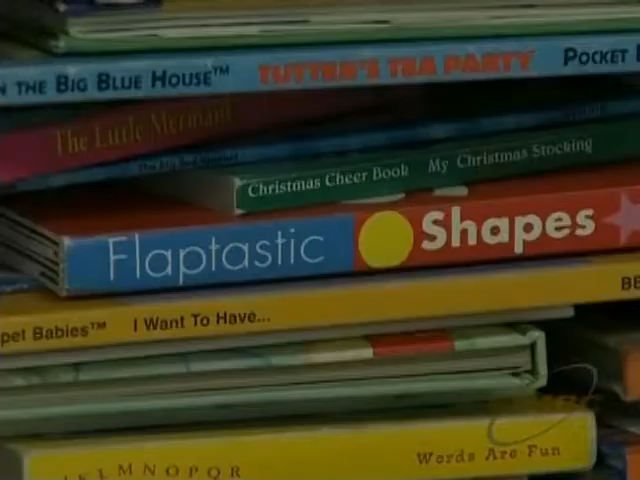 THE BIG BLUE HOUSE™ TUTTER'S TEA PARTY POCKET
The Little Mermaid
Christmas Cheer Book My Christmas Stocking
Flaptastic Shapes
pet Babies™ I Want To Have... BE
L M N O P Q R Words Are Fun